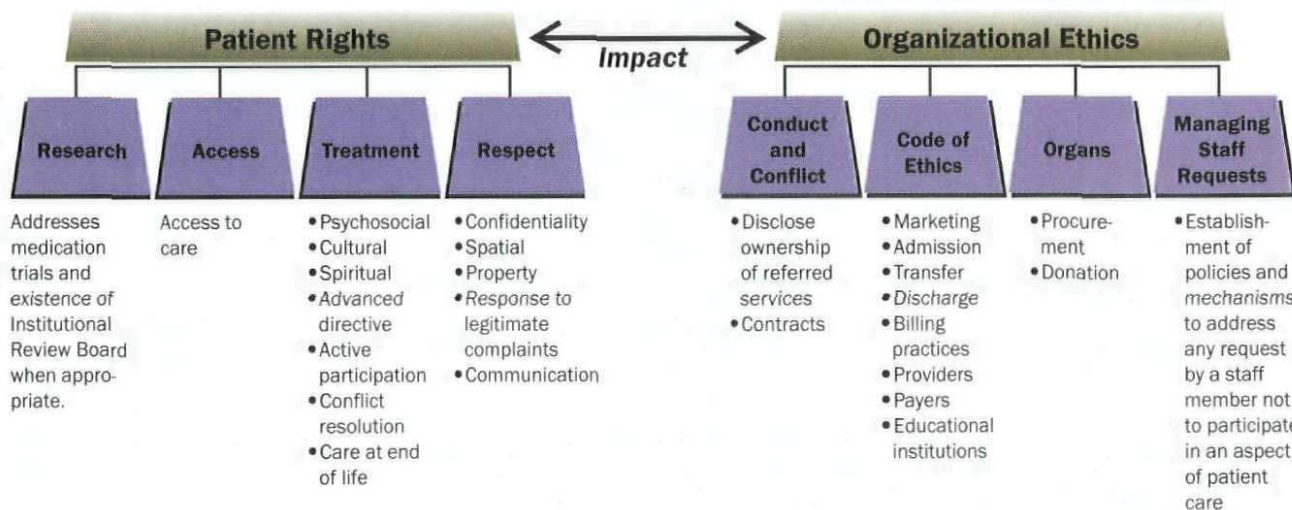 Patient Rights
Impact
Organizational Ethics
Research
Access
Treatment
Respect
Conduct
and
Conflict
Code of
Ethics
Organs
Managing
Staff
Requests
Addresses
medication
trials and
existence of
Institutional
Review Board
when appro-
priate.
Access to
care
• Psychosocial
• Cultural
• Spiritual
• Advanced
directive
• Active
participation
• Conflict
resolution
• Care at end
of life
• Confidentiality
• Spatial
• Property
• Response to
legitimate
complaints
• Communication
• Disclose
ownership
of referred
services
• Contracts
• Marketing
• Admission
• Transfer
• Discharge
• Billing
practices
• Providers
• Payers
• Educational
institutions
• Procure-
ment
• Donation
• Establish-
ment of
policies and
mechanisms
to address
any request
by a staff
member not
to participate
in an aspect
of patient
care